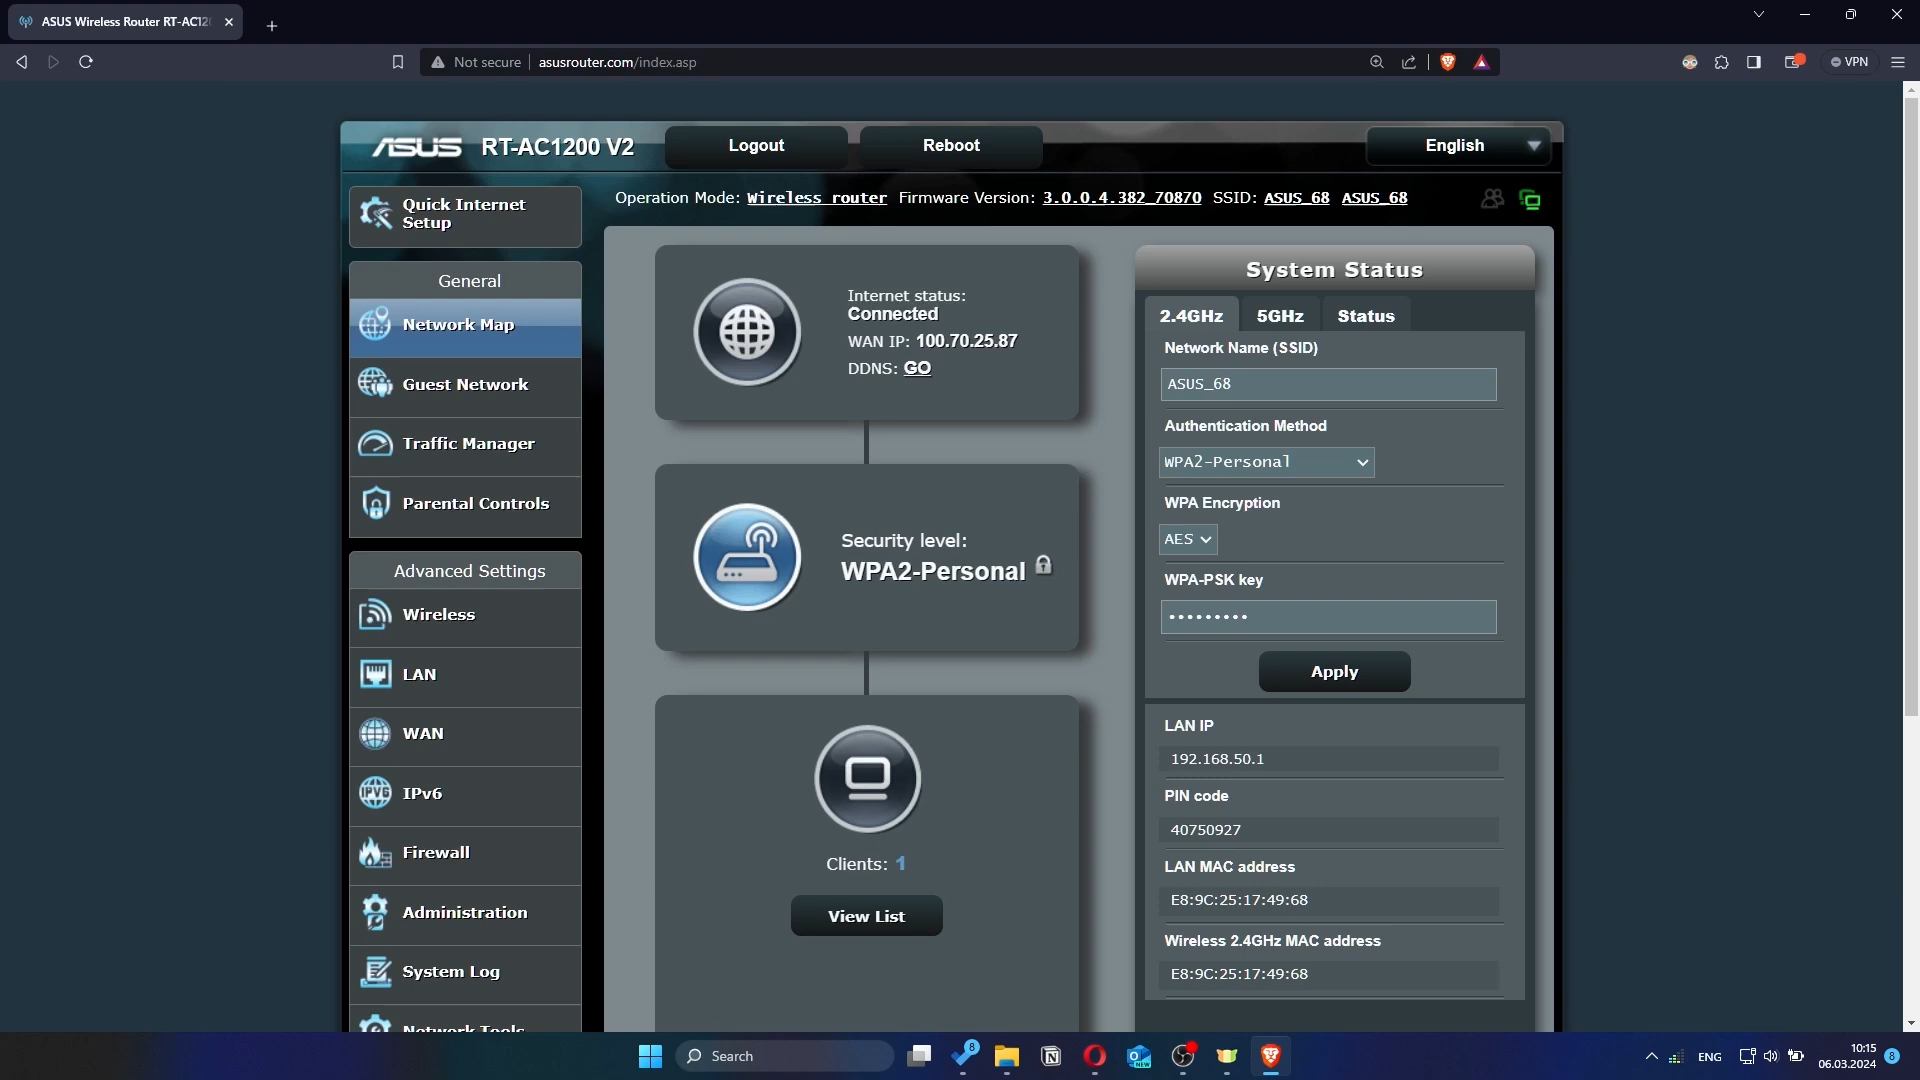 ASUS Wireless Router RT-AC12
Not secure
asusrouter.com/index.asp
VPN
ASUS RT-AC1200 V2
Logout
Reboot
English
Quick Internet
Setup
Operation Mode: Wireless router Firmware Version: 3.0.0.4.382_70870 SSID: ASUS_68 ASUS_68
General
Network Map
Guest Network
Traffic Manager
Parental Controls
Advanced Settings
Wireless
LAN
WAN
IPv6
Firewall
Administration
System Log
Network Tools
Internet status:
Connected
WAN IP: 100.70.25.87
DDNS: GO
Security level:
WPA2-Personal
Clients: 1
View List
System Status
2.4GHz 5GHz Status
Network Name (SSID)
ASUS_68
Authentication Method
WPA2-Personal
WPA Encryption
AES
WPA-PSK key
•••••••••
Apply
LAN IP
192.168.50.1
PIN code
40750927
LAN MAC address
E8:9C:25:17:49:68
Wireless 2.4GHz MAC address
E8:9C:25:17:49:68
Search
8
NEW
ENG
10:15
06.03.2024
8